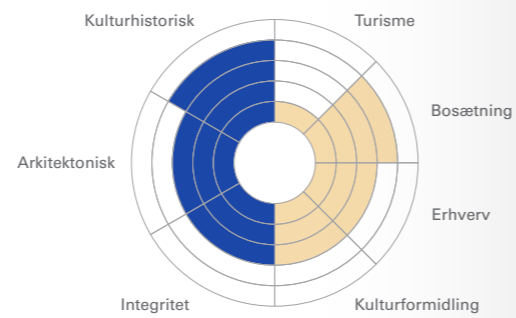 Kulturhistorisk
Turisme
Bosætning
Arkitektonisk
Erhverv
Integritet
Kulturformidling